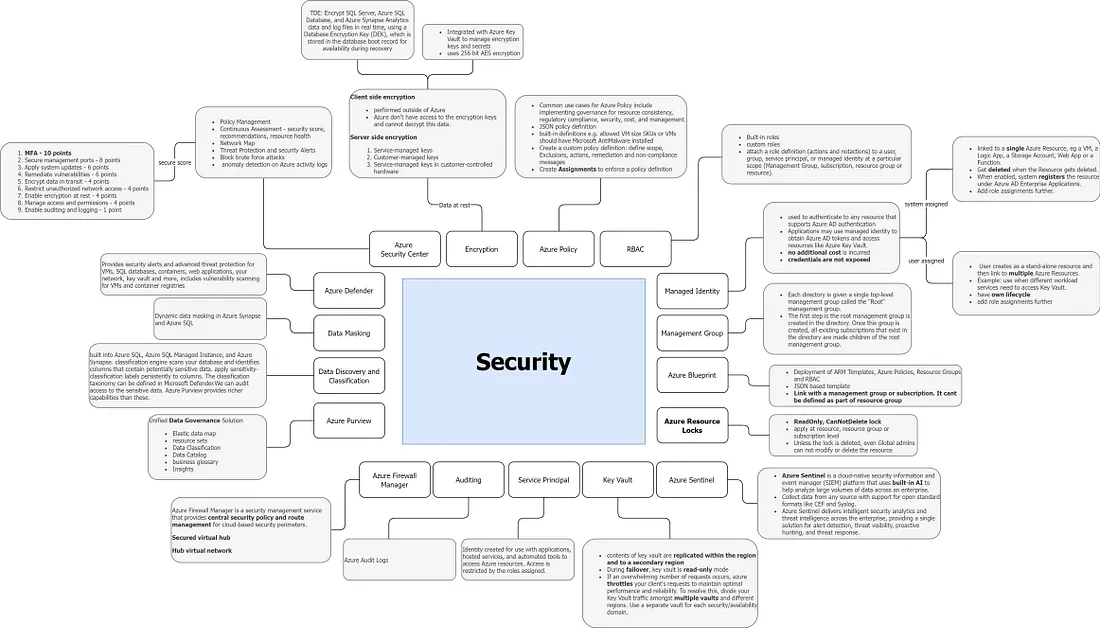 TDE: Encrypt SQL Server, Azure SQL
Database, and Azure Synapse Analytics
data and log files in real time, using a
Database Encryption Key (DEK), which is
stored in the database boot record for
availability during recovery
• Integrated with Azure Key
Vault to manage encryption
keys and secrets
• uses 256 bit AES encryption
Client side encryption
• performed outside of Azure
• Azure don't have access to the encryption keys
and cannot decrypt this data.
Server side encryption
1. Service-managed keys
2. Customer-managed keys
3. Service-managed keys in customer-controlled
hardware
Data at rest
• Common use cases for Azure Policy include
implementing governance for resource consistency,
regulatory compliance, security, cost, and management
• JSON policy definition
• built-in definitions e.g. allowed VM size SKUs or VMs
should have Microsoft AntiMalware installed
• Create a custom policy definition: define scope,
Exclusions, actions, remediation and non-compliance
messages
• Create Assignments to enforce a policy definition
• Policy Management
• Continuous Assessment - security score,
recommendations, resource health
• Network Map
• Threat Protection and security Alerts
• Block brute force attacks
• anomaly detection on Azure activity logs
secure score
1. MFA - 10 points
2. Secure management ports - 8 points
3. Apply system updates - 6 points
4. Remediate vulnerabilities - 6 points
5. Encrypt data in transit - 4 points
6. Restrict unauthorized network access - 4 points
7. Enable encryption at rest - 4 points
8. Manage access and permissions - 4 points
9. Enable auditing and logging - 1 point
• Built-in roles
• custom roles
• attach a role definition (actions and notactions) to a user,
group, service principal, or managed identity at a particular
scope (Management Group, subscription, resource group or
resource).
• linked to a single Azure Resource, eg a VM, a
Logic App, a Storage Account, Web App or a
Function.
• Get deleted when the Resource gets deleted.
• When enabled, system registers the resource
under Azure AD Enterprise Applications.
• Add role assignments further.
system assigned
• used to authenticate to any resource that
supports Azure AD authentication
• Applications may use managed identity to
obtain Azure AD tokens and access
resources like Azure Key Vault.
• no additional cost is incurred
• credentials are not exposed
user assigned
• User creates as a stand-alone resource and
then link to multiple Azure Resources
• Example: use when different workload
services need to access Key Vault.
• have own lifecycle
• add role assignments further
Azure
Security Center
Encryption
Azure Policy
RBAC
Provides security alerts and advanced threat protection for
VMs, SQL databases, containers, web applications, your
network, key vault and more, includes vulnerability scanning
for VMs and container registries
Azure Defender
Managed Identity
Dynamic data masking in Azure Synapse
and Azure SQL
Data Masking
Management Group
• Each directory is given a single top-level
management group called the "Root"
management group.
• The first step is the root management group is
created in the directory. Once this group is
created, all existing subscriptions that exist in
the directory are made children of the root
management group.
Security
built into Azure SQL, Azure SQL Managed Instance, and Azure
Synapse. classification engine scans your database and identifies
columns that contain potentially sensitive data. apply sensitivity-
classification labels persistently to columns. The classification
taxonomy can be defined in Microsoft Defender.We can audit
access to the sensitive data. Azure Purview provides richer
capabilities than these.
Data Discovery and
Classification
Azure Blueprint
• Deployment of ARM Templates, Azure Policies, Resource Groups
and RBAC
• JSON based template
• Link with a management group or subscription. It cant
be defined as part of resource group
Unified Data Governance Solution
• Elastic data map
• resource sets
• Data Classification
• Data Catalog
• business glossary
• Insights
Azure Purview
Azure Resource
Locks
• ReadOnly, CanNotDelete lock
• apply at resource, resource group or
subscription level
• Unless the lock is deleted, even Global admins
can not modify or delete the resource
Azure Firewall
Manager
Auditing
Service Principal
Key Vault
Azure Sentinel
• Azure Sentinel is a cloud-native security information and
event manager (SIEM) platform that uses built-in AI to
help analyze large volumes of data across an enterprise.
• Collect data from any source with support for open standard
formats like CEF and Syslog.
• Azure Sentinel delivers intelligent security analytics and
threat intelligence across the enterprise, providing a single
solution for alert detection, threat visibility, proactive
hunting, and threat response.
Azure Firewall Manager is a security management service
that provides central security policy and route
management for cloud-based security perimeters.
Secured virtual hub
Hub virtual network
Azure Audit Logs
Identity created for use with applications,
hosted services, and automated tools to
access Azure resources. Access is
restricted by the roles assigned.
• contents of key vault are replicated within the region
and to a secondary region
• During failover, key vault is read-only mode
• If an overwhelming number of requests occurs, azure
throttles your client's requests to maintain optimal
performance and reliability. To resolve this, divide your
Key Vault traffic amongst multiple vaults and different
regions. Use a separate vault for each security/availability
domain.